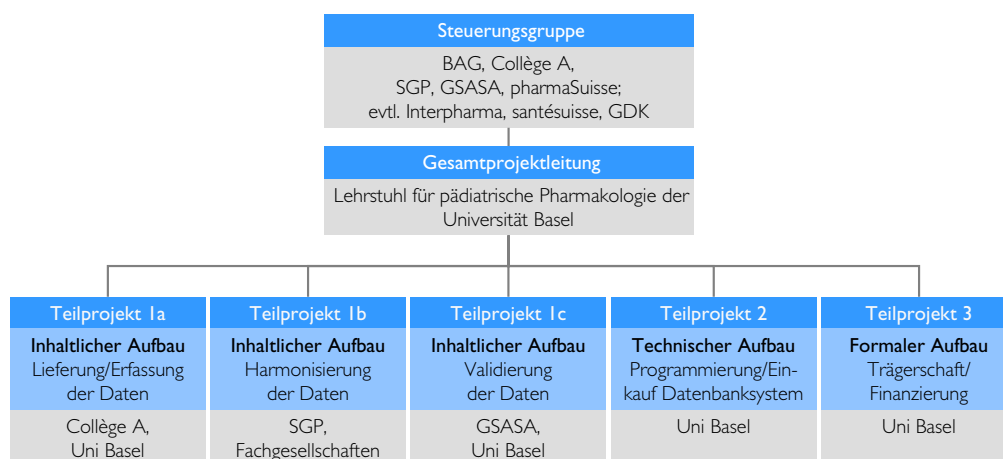 Steuerungsgruppe
BAG, Collège A,
SGP, GSASA, pharmaSuisse;
evtl. Interpharma, santésuisse, GDK
Gesamtprojektleitung
Lehrstuhl für pädiatrische Pharmakologie der
Universität Basel
Teilprojekt 1a
Inhaltlicher Aufbau
Lieferung/Erfassung
der Daten
Collège A,
Uni Basel
Teilprojekt 1b
Inhaltlicher Aufbau
Harmonisierung
der Daten
SGP,
Fachgesellschaften
Teilprojekt 1c
Inhaltlicher Aufbau
Validierung
der Daten
GSASA,
Uni Basel
Teilprojekt 2
Technischer Aufbau
Programmierung/Ein-
kauf Datenbanksystem
Uni Basel
Teilprojekt 3
Formaler Aufbau
Trägerschaft/
Finanzierung
Uni Basel